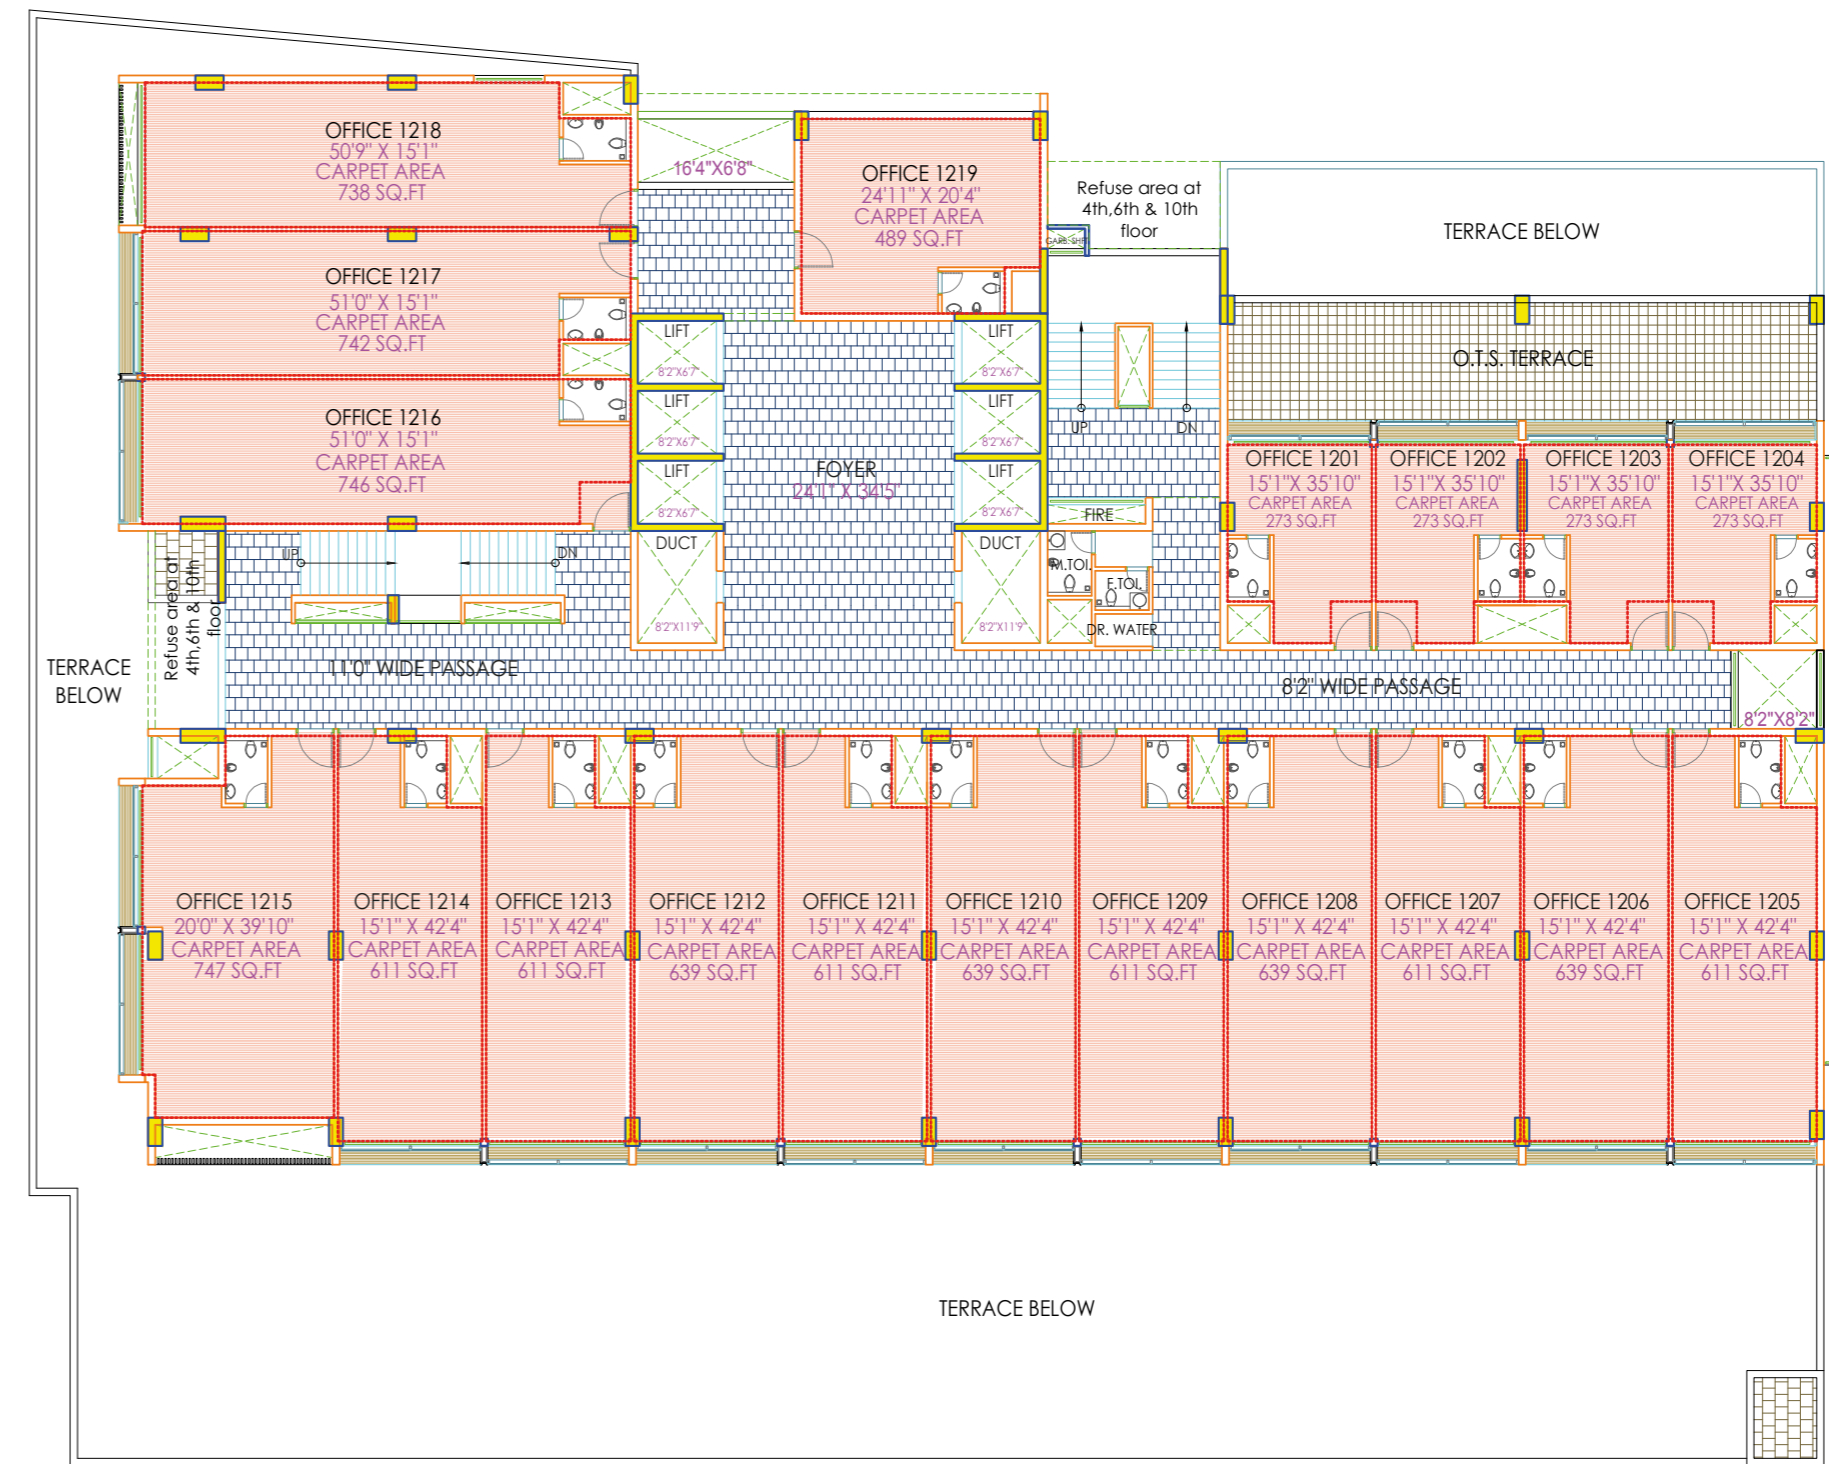 OFFICE 1218
50'9" X 15'1"
CARPET AREA
738 SQ.FT
16'4"X6'8"
OFFICE 1219
24'11" X 20'4"
CARPET AREA
489 SQ.FT
Refuse area at
4th,6th & 10th
floor
GARB. SHFT
TERRACE BELOW
OFFICE 1217
51'0" X 15'1"
CARPET AREA
742 SQ.FT
LIFT
8'2"X6'7"
LIFT
8'2"X6'7"
O.T.S. TERRACE
OFFICE 1216
51'0" X 15'1"
CARPET AREA
746 SQ.FT
LIFT
8'2"X6'7"
LIFT
8'2"X6'7"
UP
DN
LIFT
8'2"X6'7"
FOYER
24'1" X 34'5"
LIFT
8'2"X6'7"
FIRE
OFFICE 1201
15'1"X 35'10"
CARPET AREA
273 SQ.FT
OFFICE 1202
15'1"X 35'10"
CARPET AREA
273 SQ.FT
OFFICE 1203
15'1"X 35'10"
CARPET AREA
273 SQ.FT
OFFICE 1204
15'1"X 35'10"
CARPET AREA
273 SQ.FT
UP
DN
Refuse area at
4th,6th & 10th
floor
DUCT
8'2"X11'9"
DUCT
8'2"X11'9"
M.TOI.
F.TOI.
DR. WATER
TERRACE
BELOW
11'0" WIDE PASSAGE
8'2" WIDE PASSAGE
8'2"X8'2"
OFFICE 1215
20'0" X 39'10"
CARPET AREA
747 SQ.FT
OFFICE 1214
15'1" X 42'4"
CARPET AREA
611 SQ.FT
OFFICE 1213
15'1" X 42'4"
CARPET AREA
611 SQ.FT
OFFICE 1212
15'1" X 42'4"
CARPET AREA
639 SQ.FT
OFFICE 1211
15'1" X 42'4"
CARPET AREA
611 SQ.FT
OFFICE 1210
15'1" X 42'4"
CARPET AREA
639 SQ.FT
OFFICE 1209
15'1" X 42'4"
CARPET AREA
611 SQ.FT
OFFICE 1208
15'1" X 42'4"
CARPET AREA
639 SQ.FT
OFFICE 1207
15'1" X 42'4"
CARPET AREA
611 SQ.FT
OFFICE 1206
15'1" X 42'4"
CARPET AREA
639 SQ.FT
OFFICE 1205
15'1" X 42'4"
CARPET AREA
611 SQ.FT
TERRACE BELOW